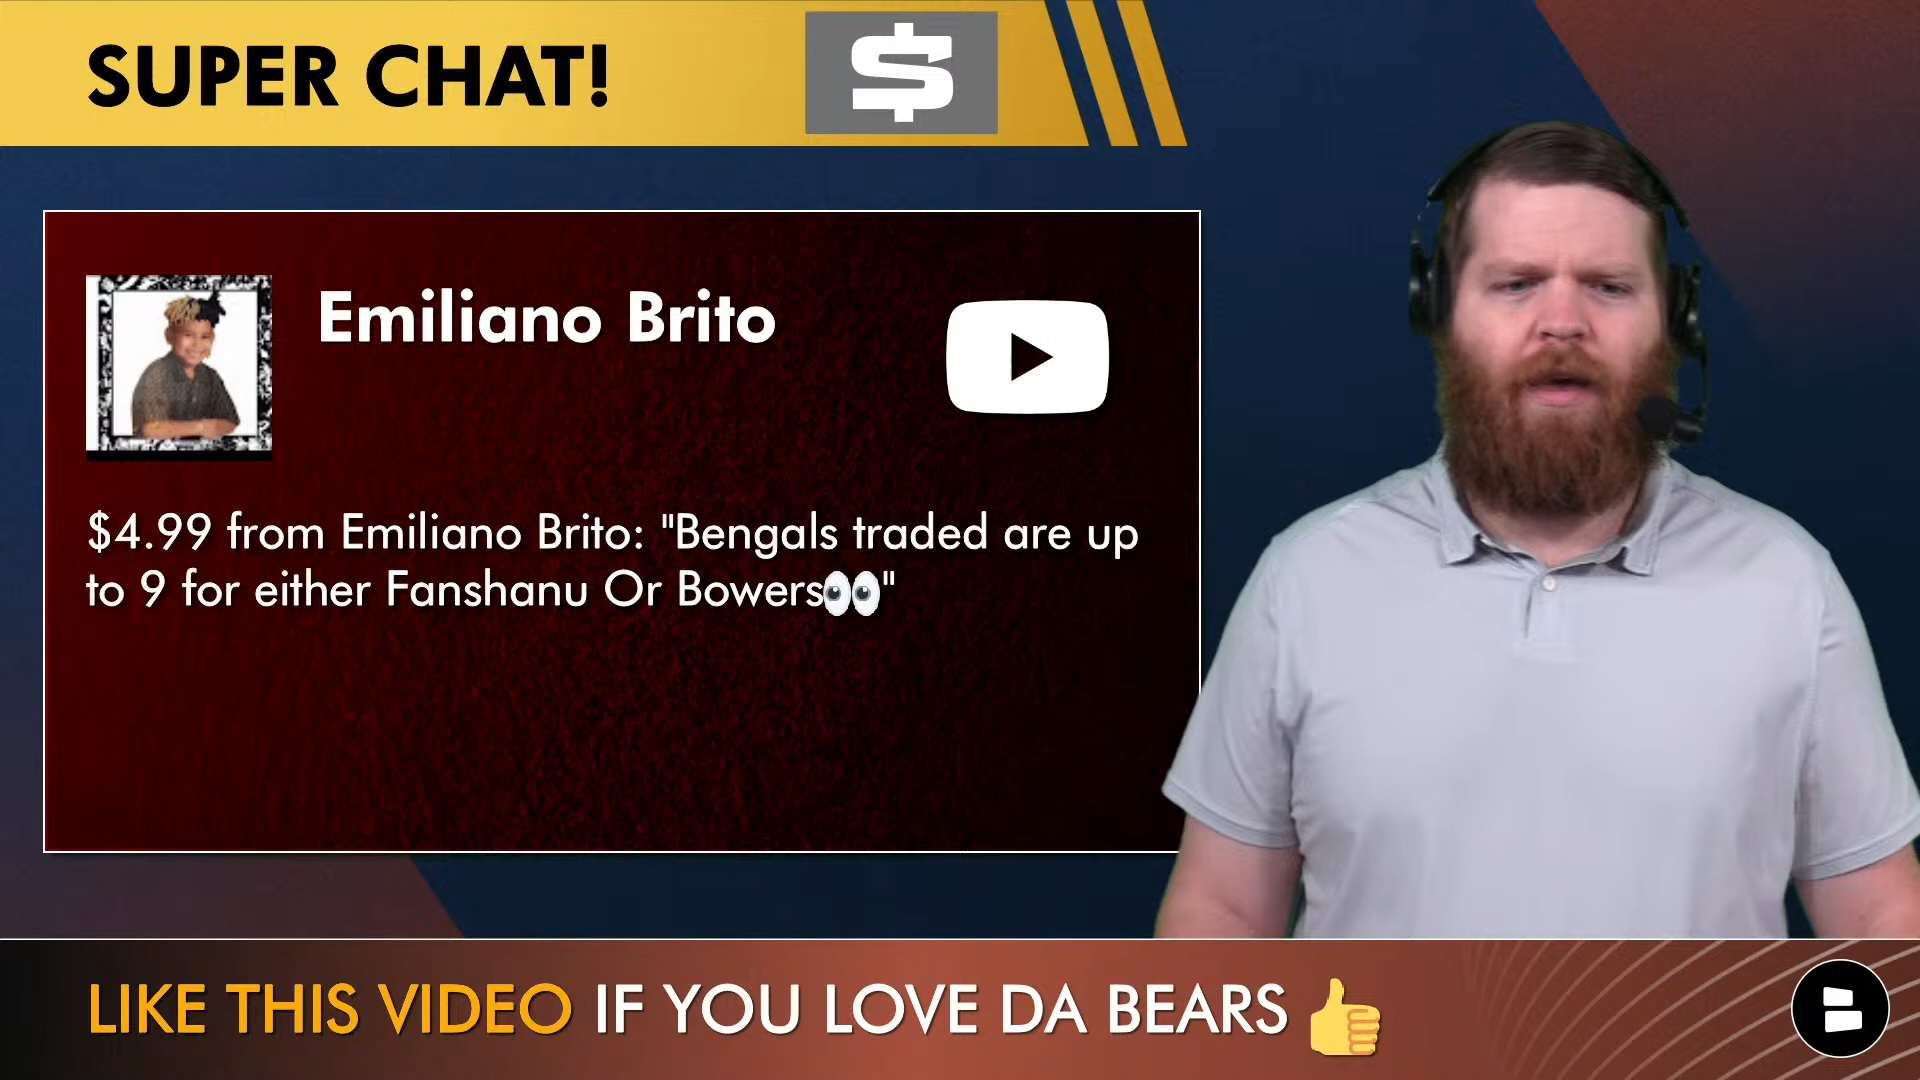 SUPER CHAT!
$
Emiliano Brito
$4.99 from Emiliano Brito: "Bengals traded are up
to 9 for either Fanshanu Or Bowers👀"
LIKE THIS VIDEO IF YOU LOVE DA BEARS 👍